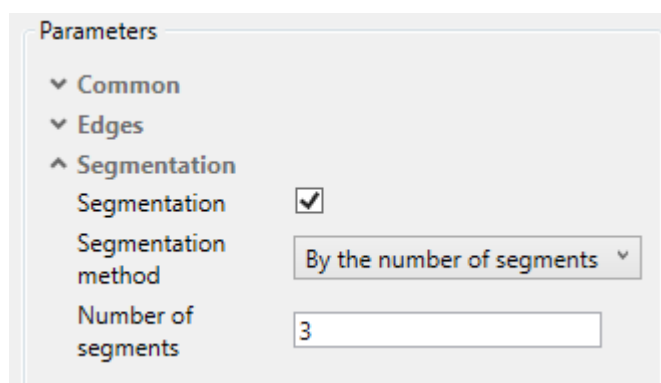 Parameters
Common
Edges
Segmentation
Segmentation
Segmentation
method
By the number of segments
Number of
segments
3